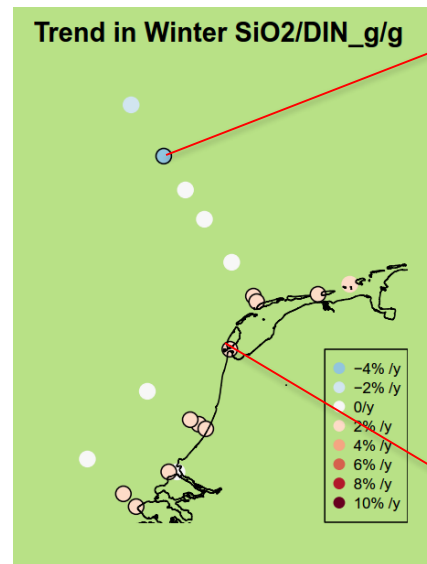 Trend in Winter SiO2/DIN_g/g
−4% /y
−2% /y
0/y
2% /y
4% /y
6% /y
8% /y
10% /y